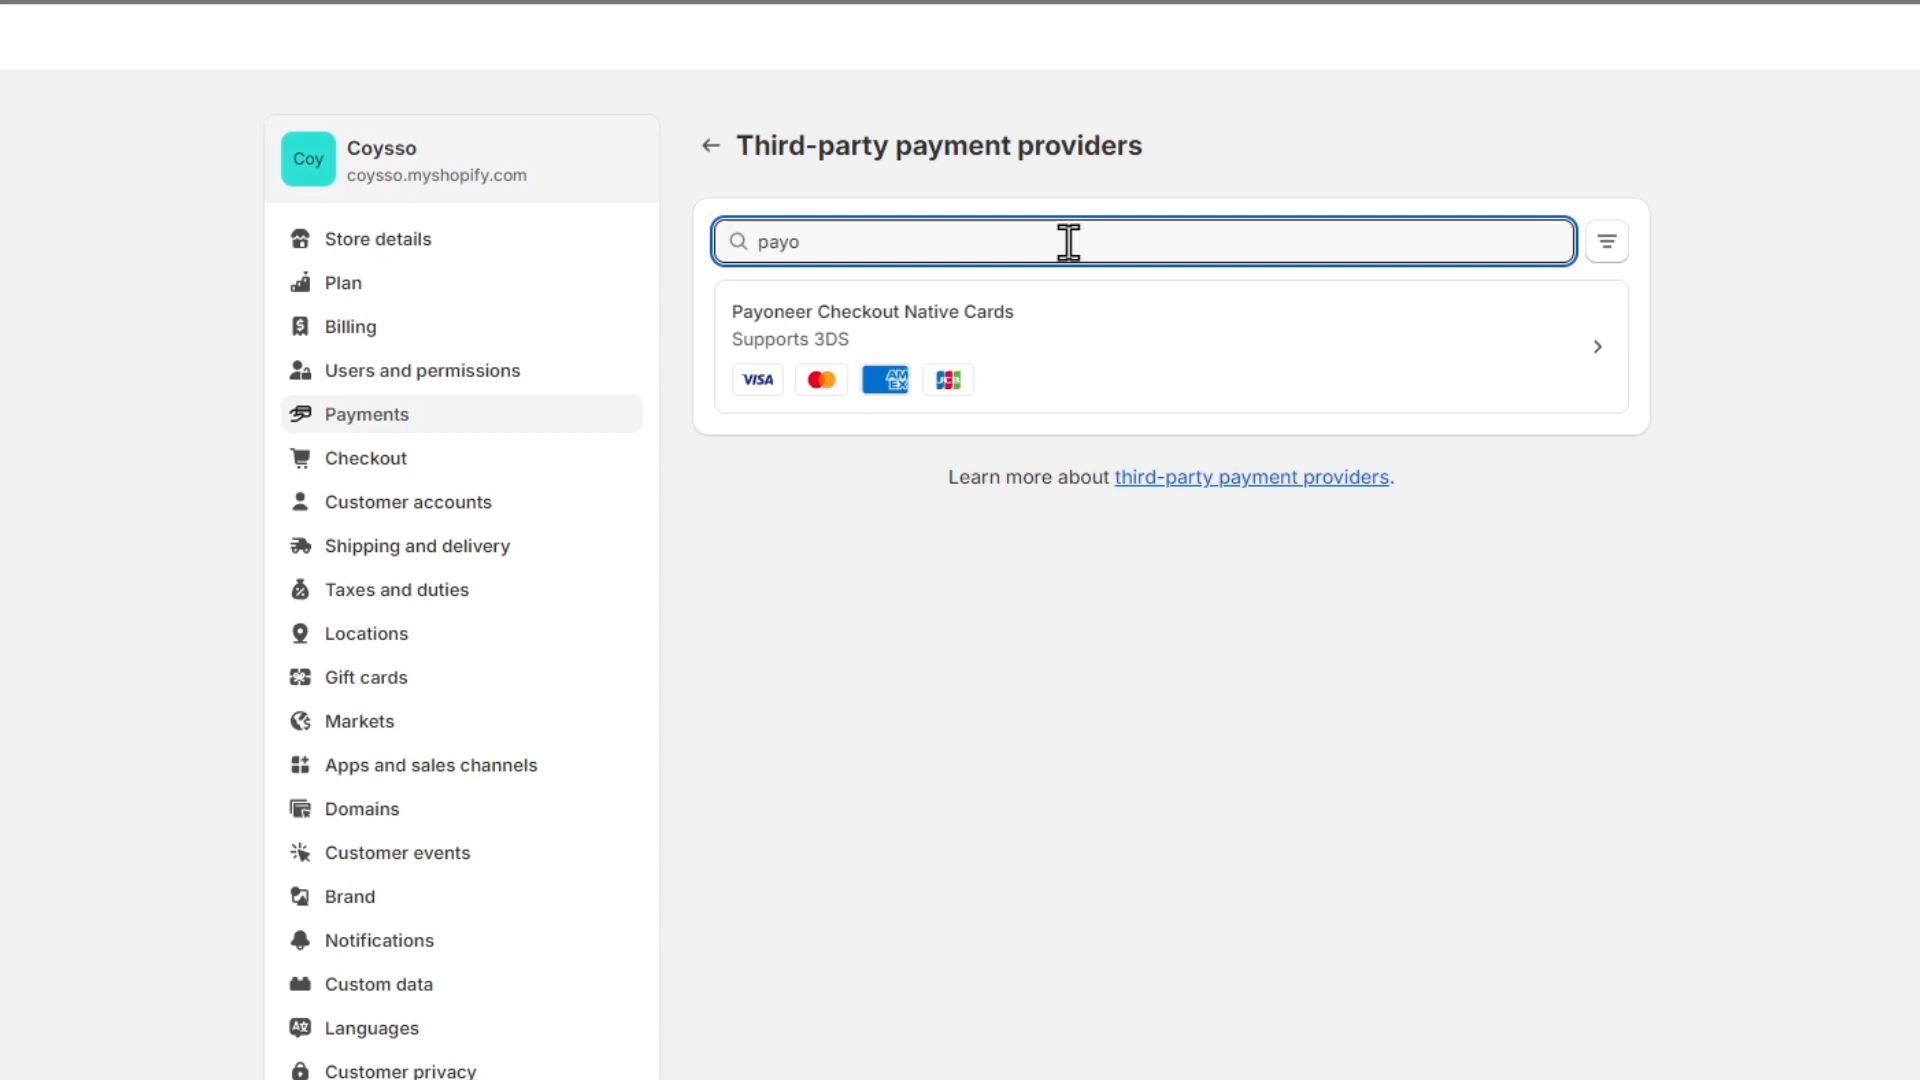 Coy
Coysso
coysso.myshopify.com
Store details
Plan
Billing
Users and permissions
Payments
Checkout
Customer accounts
Shipping and delivery
Taxes and duties
Locations
Gift cards
Markets
Apps and sales channels
Domains
Customer events
Brand
Notifications
Custom data
Languages
Customer privacy
Third-party payment providers
payo
Payoneer Checkout Native Cards
Supports 3DS
VISA
AM
EX
JCB
Learn more about third-party payment providers.